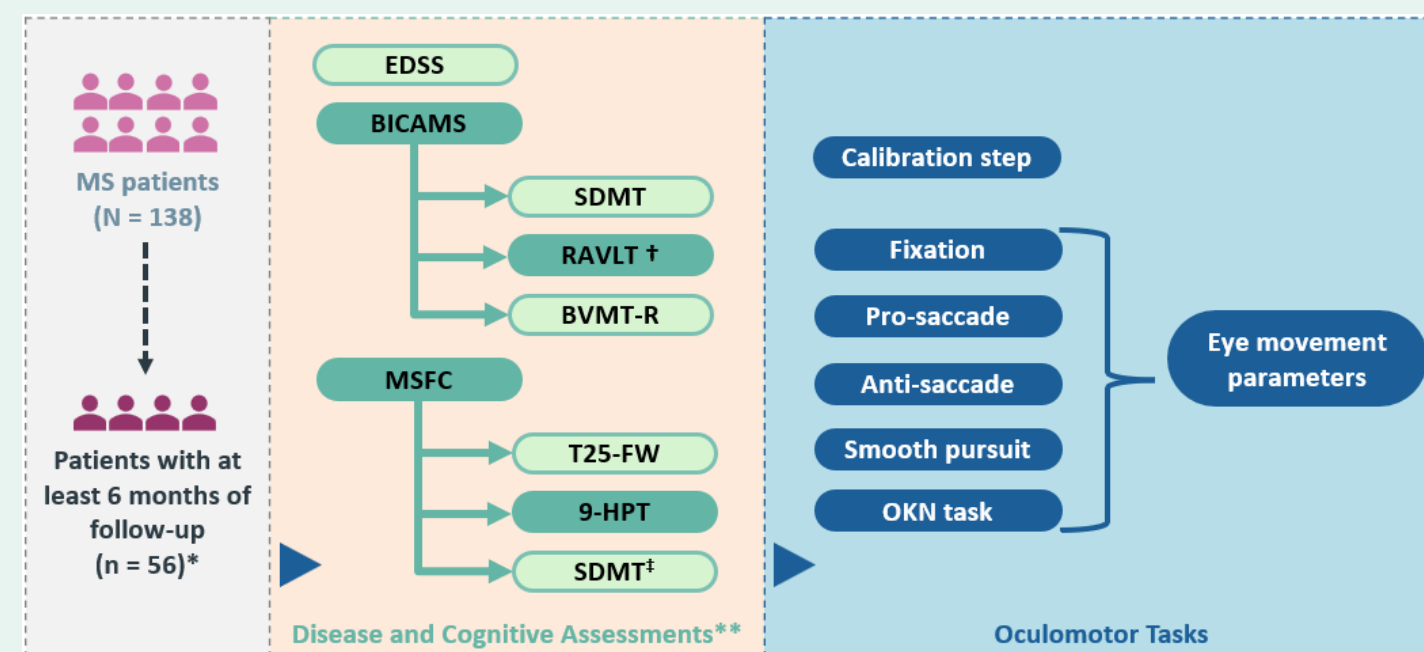 MS patients
(N = 138)
Patients with at
least 6 months of
follow-up
(n = 56)*
EDSS
BICAMS
SDMT
RAVLT †
BVMT-R
MSFC
T25-FW
9-HPT
SDMT‡
Disease and Cognitive Assessments**
Calibration step
Fixation
Pro-saccade
Anti-saccade
Smooth pursuit
OKN task
Eye movement
parameters
Oculomotor Tasks